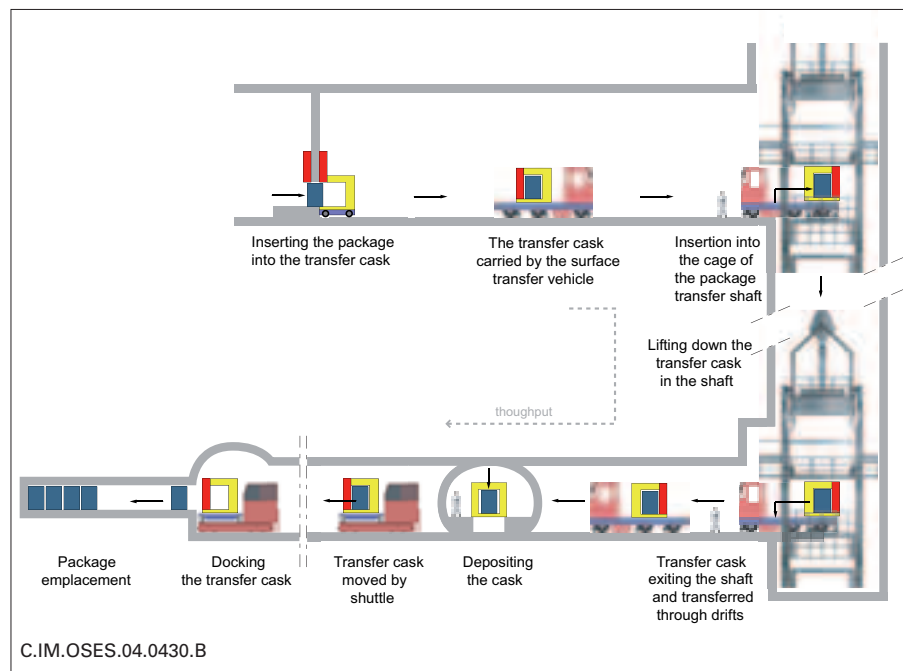 Inserting the package
into the transfer cask
The transfer cask
carried by the surface
transfer vehicle
Insertion into
the cage of
the package
transfer shaft
Lifting down the
transfer cask
in the shaft
thoughput
Package
emplacement
Docking
the transfer cask
Transfer cask
moved by
shuttle
Depositing
the cask
Transfer cask
exiting the shaft
and transferred
through drifts
C.IM.OSES.04.0430.B